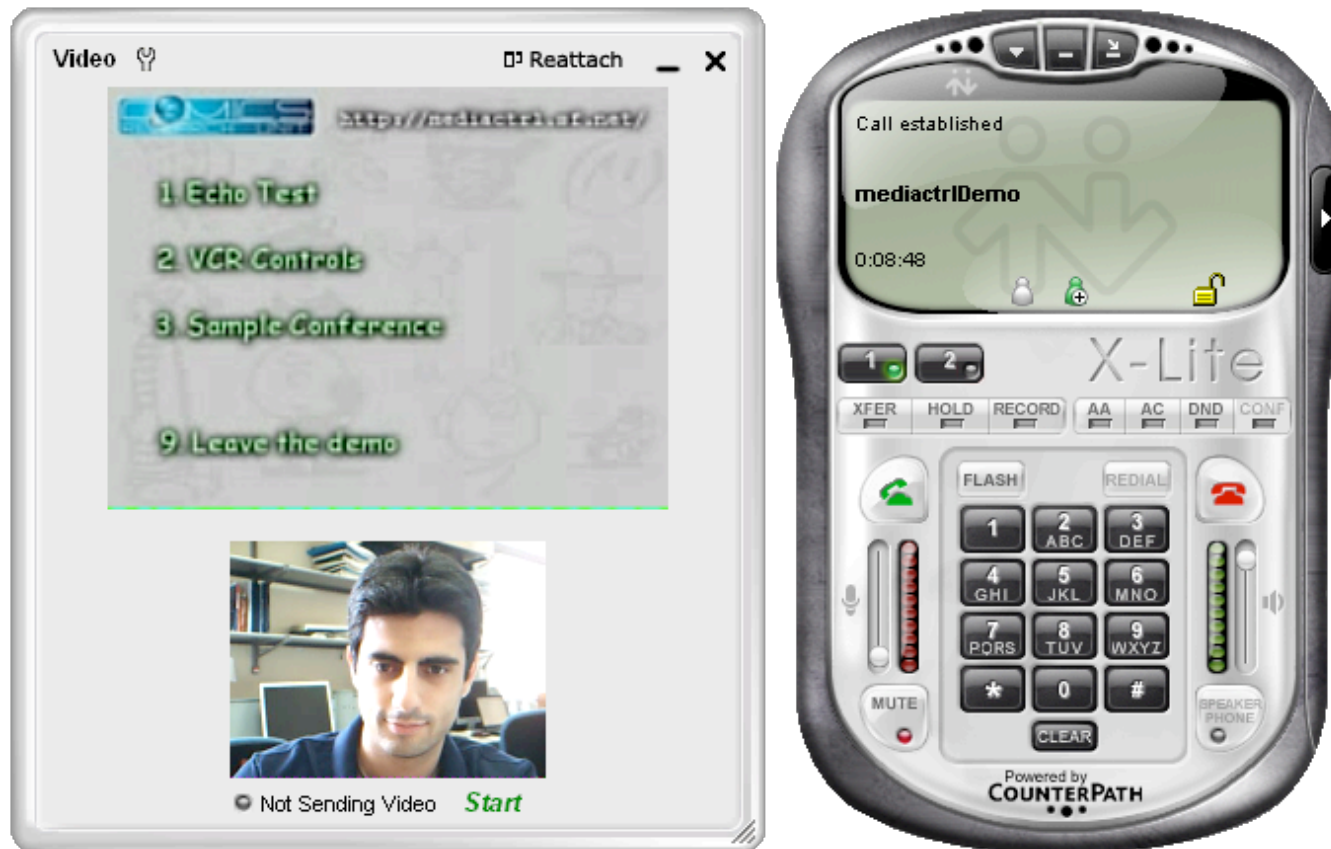 Video
Reattach
COMICS
http://mediactrl.sf.net/
1. Echo Test
2. VCR Controls
3. Sample Conference
9. Leave the demo
Not Sending Video Start
Call established
mediactrlDemo
0:08:48
1 2
X-Lite
XFER HOLD RECORD AA AC DND CONF
FLASH REDIAL
1 2 3
ABC DEF
4 5 6
GHI JKL MNO
7 8 9
PQRS TUV WXYZ
* 0 #
MUTE
SPEAKER
PHONE
CLEAR
Powered by
COUNTERPATH